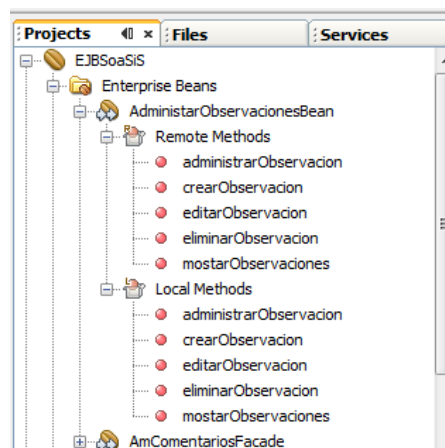 Projects Files Services
EJBSoaSiS
Enterprise Beans
AdministarObservacionesBean
Remote Methods
administrarObservacion
crearObservacion
editarObservacion
eliminarObservacion
mostarObservaciones
Local Methods
administrarObservacion
crearObservacion
editarObservacion
eliminarObservacion
mostarObservaciones
AmComentariosFacade